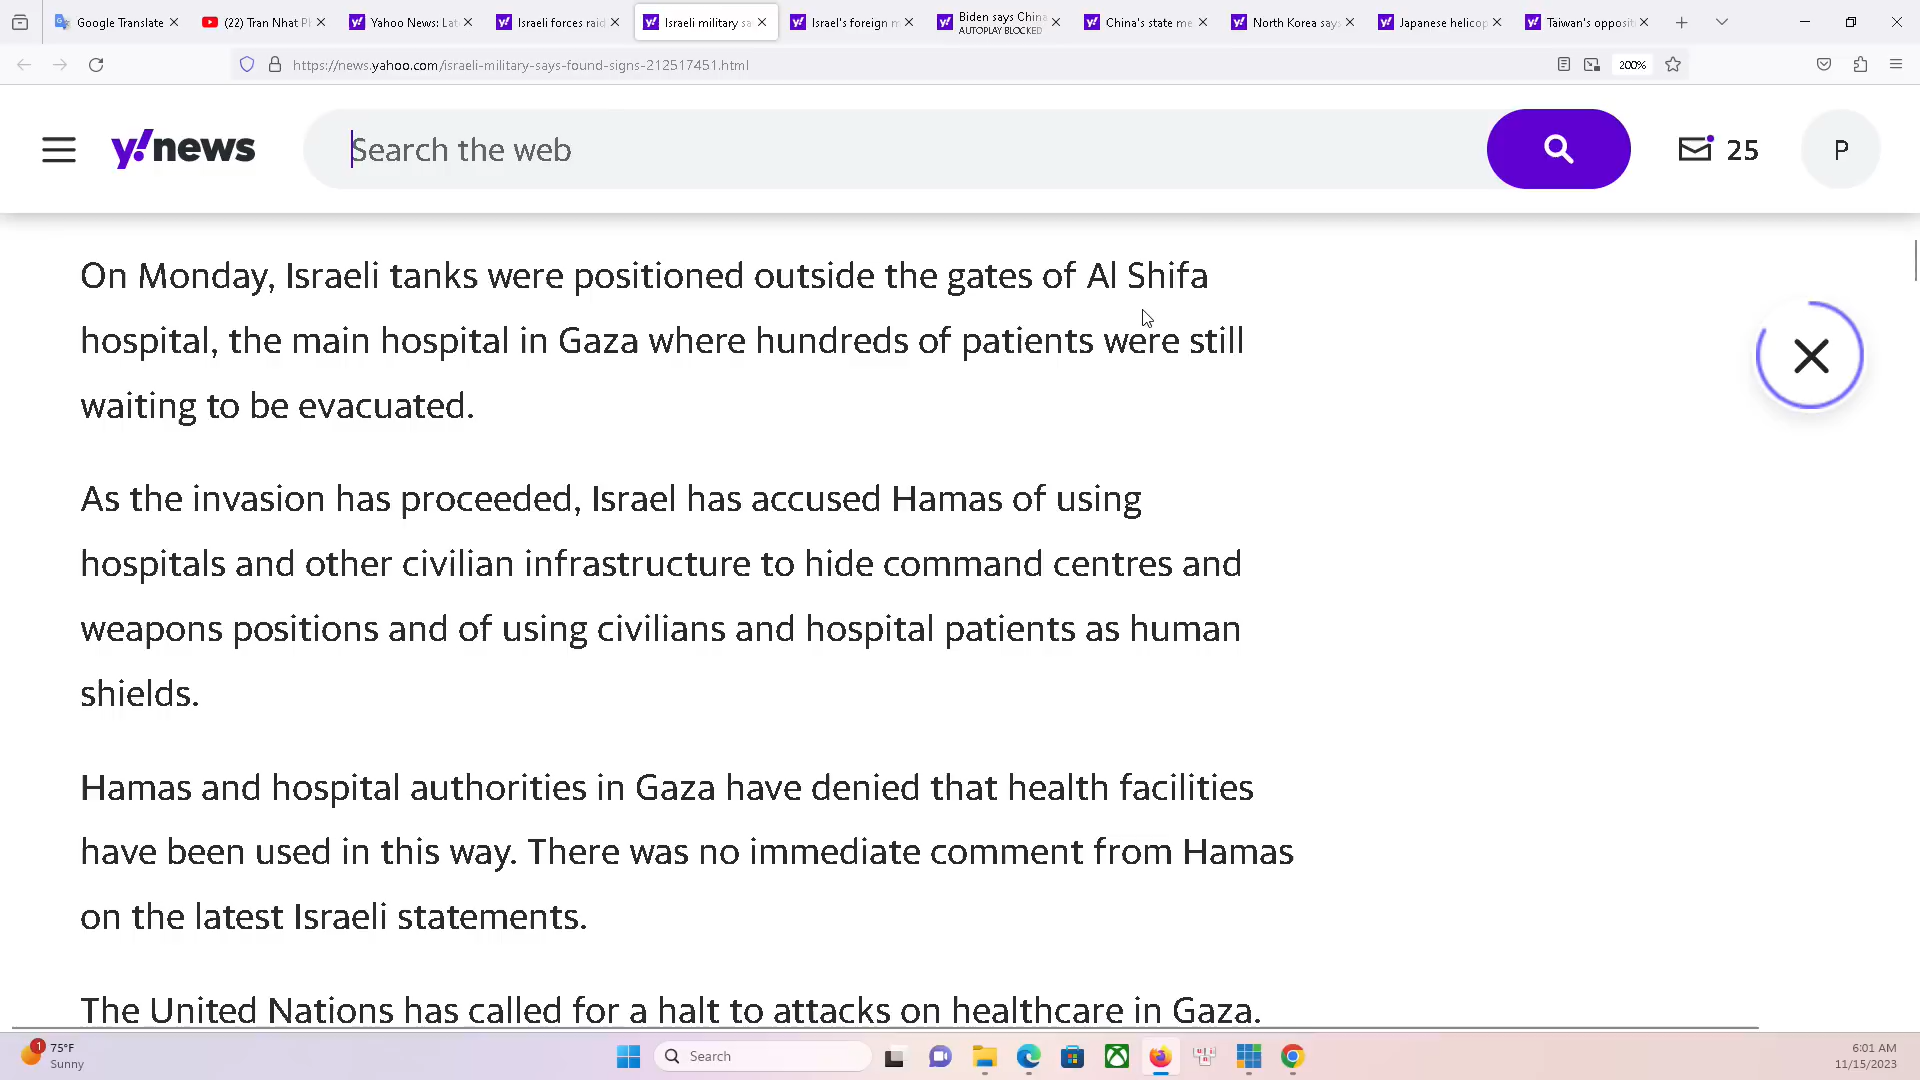 Google Translate
(22) Tran Nhat Ph
Yahoo News: Lat
Israeli forces raid
Israeli military sa
Israel's foreign m
Biden says China
AUTOPLAY BLOCKED
China's state me
North Korea says
Japanese helicop
Taiwan's opposit
https://news.yahoo.com/israeli-military-says-found-signs-212517451.html
200%
y!news
Search the web
25
P
On Monday, Israeli tanks were positioned outside the gates of Al Shifa
hospital, the main hospital in Gaza where hundreds of patients were still
waiting to be evacuated.
As the invasion has proceeded, Israel has accused Hamas of using
hospitals and other civilian infrastructure to hide command centres and
weapons positions and of using civilians and hospital patients as human
shields.
Hamas and hospital authorities in Gaza have denied that health facilities
have been used in this way. There was no immediate comment from Hamas
on the latest Israeli statements.
The United Nations has called for a halt to attacks on healthcare in Gaza.
1
75°F
Sunny
Search
6:01 AM
11/15/2023